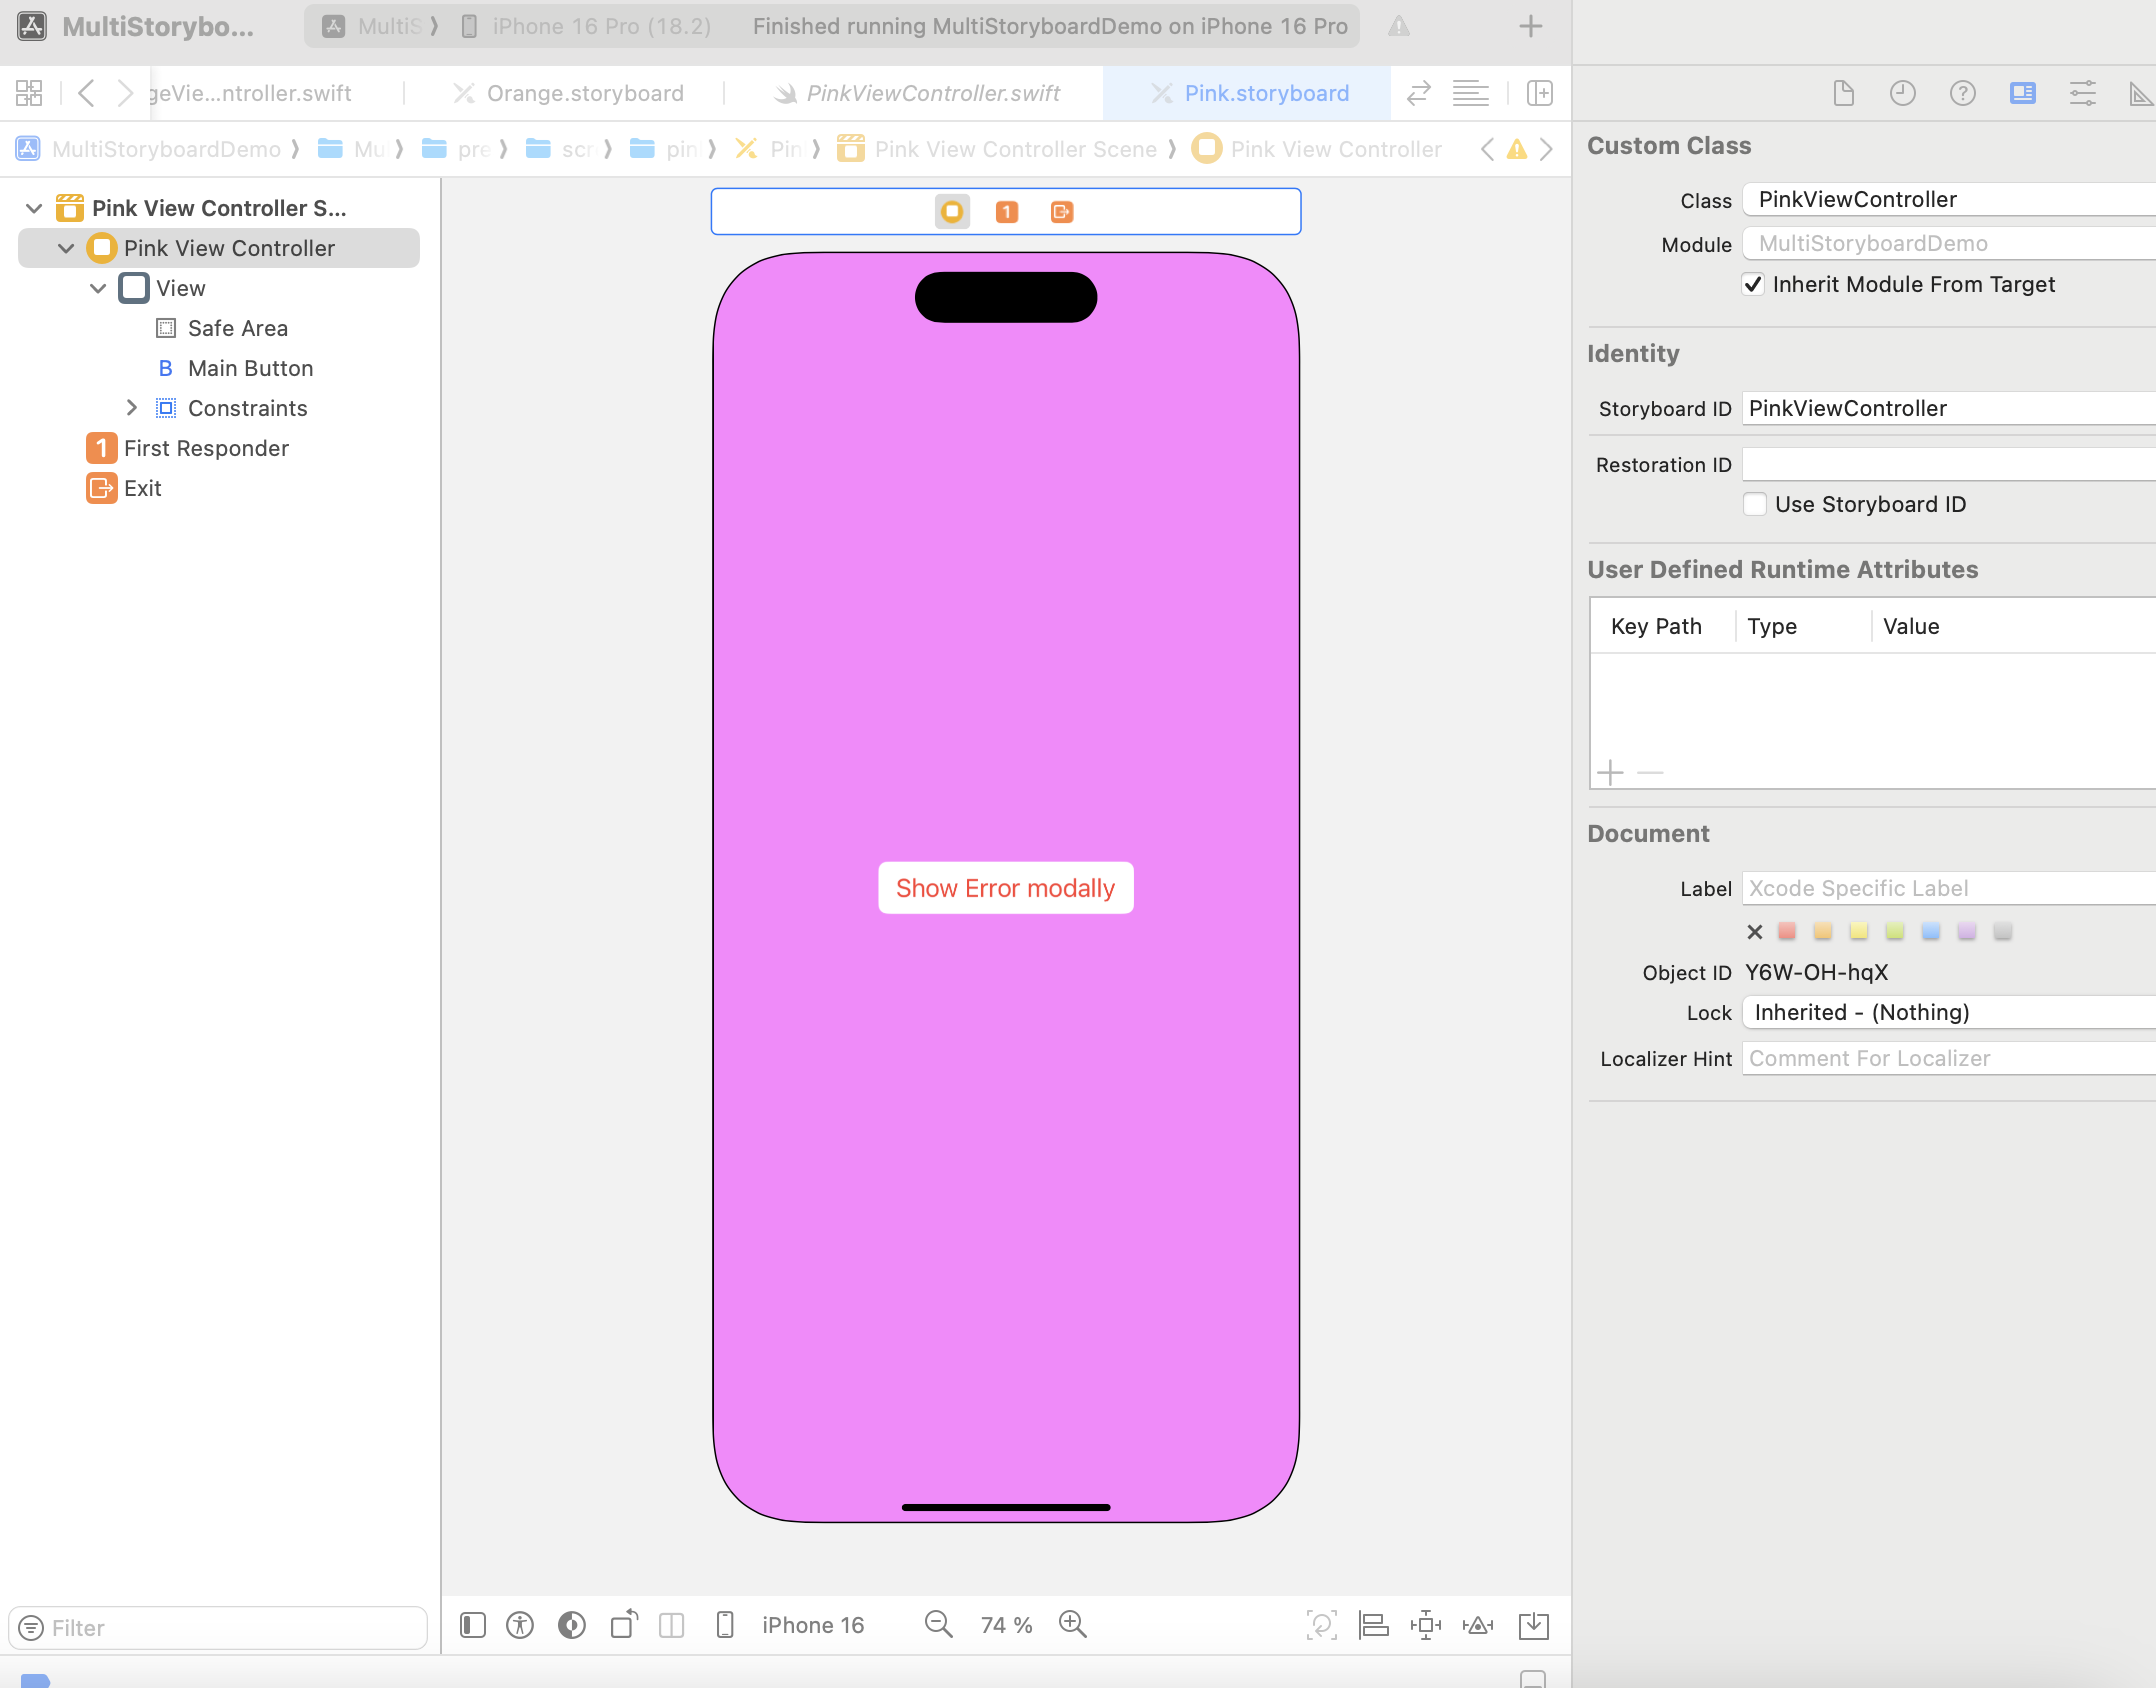 MultiStorybo...
MultiS
iPhone 16 Pro (18.2)
Finished running MultiStoryboardDemo on iPhone 16 Pro
geVie...ntroller.swift
Orange.storyboard
PinkViewController.swift
Pink.storyboard
MultiStoryboardDemo
Mu
pre
scr
pin
Pin
Pink View Controller Scene
Pink View Controller
Pink View Controller S...
Pink View Controller
View
Safe Area
B Main Button
Constraints
1 First Responder
Exit
1
Show Error modally
Filter
iPhone 16
74 %
Custom Class
Class PinkViewController
Module MultiStoryboardDemo
Inherit Module From Target
Identity
Storyboard ID PinkViewController
Restoration ID
Use Storyboard ID
User Defined Runtime Attributes
Key Path Type Value
Document
Label Xcode Specific Label
Object ID Y6W-OH-hqX
Lock Inherited - (Nothing)
Localizer Hint Comment For Localizer